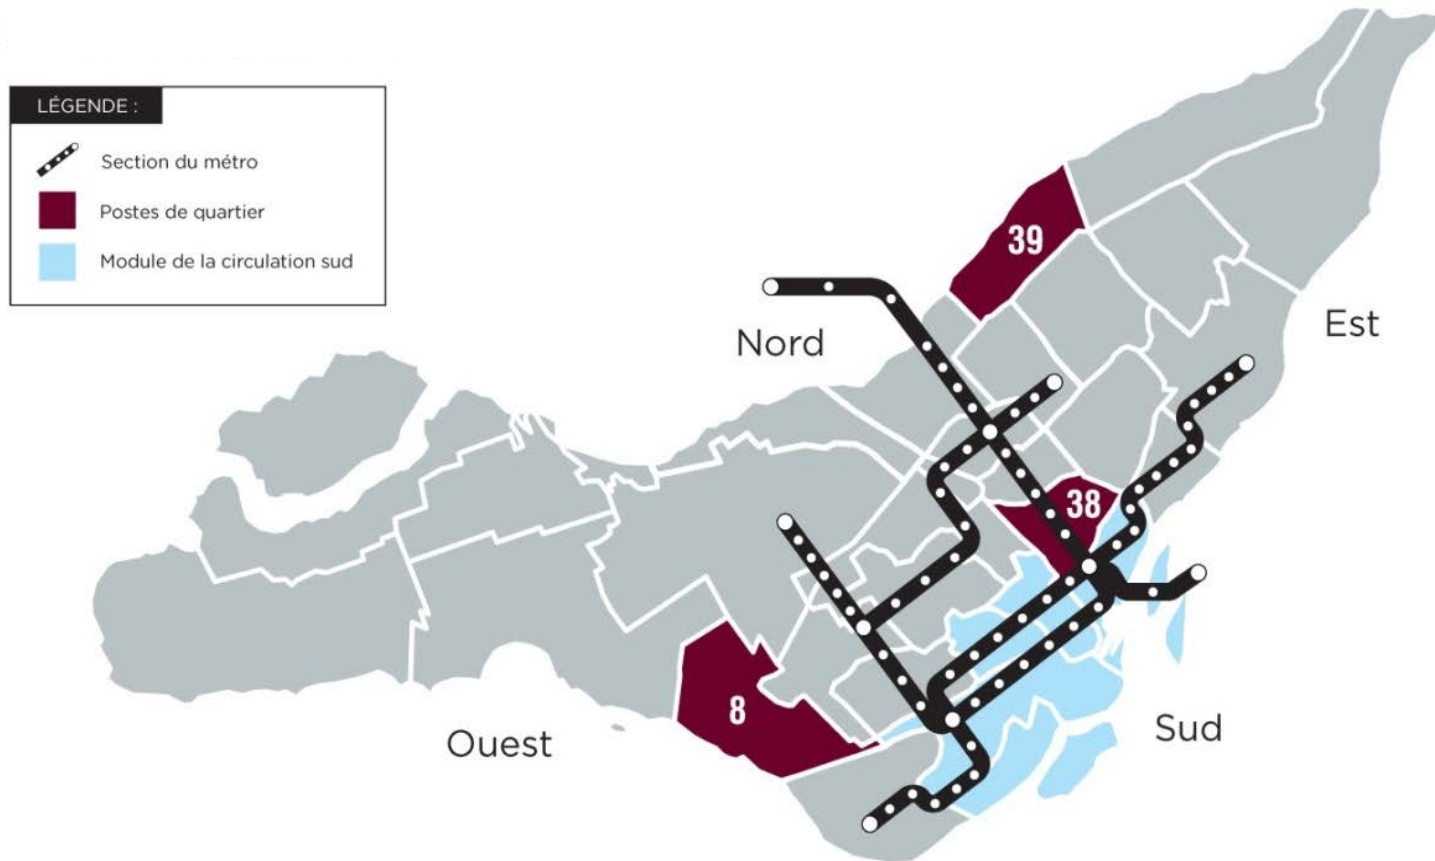 LÉGENDE :
Section du métro
Postes de quartier
Module de la circulation sud
39
Nord
Est
38
8
Ouest
Sud